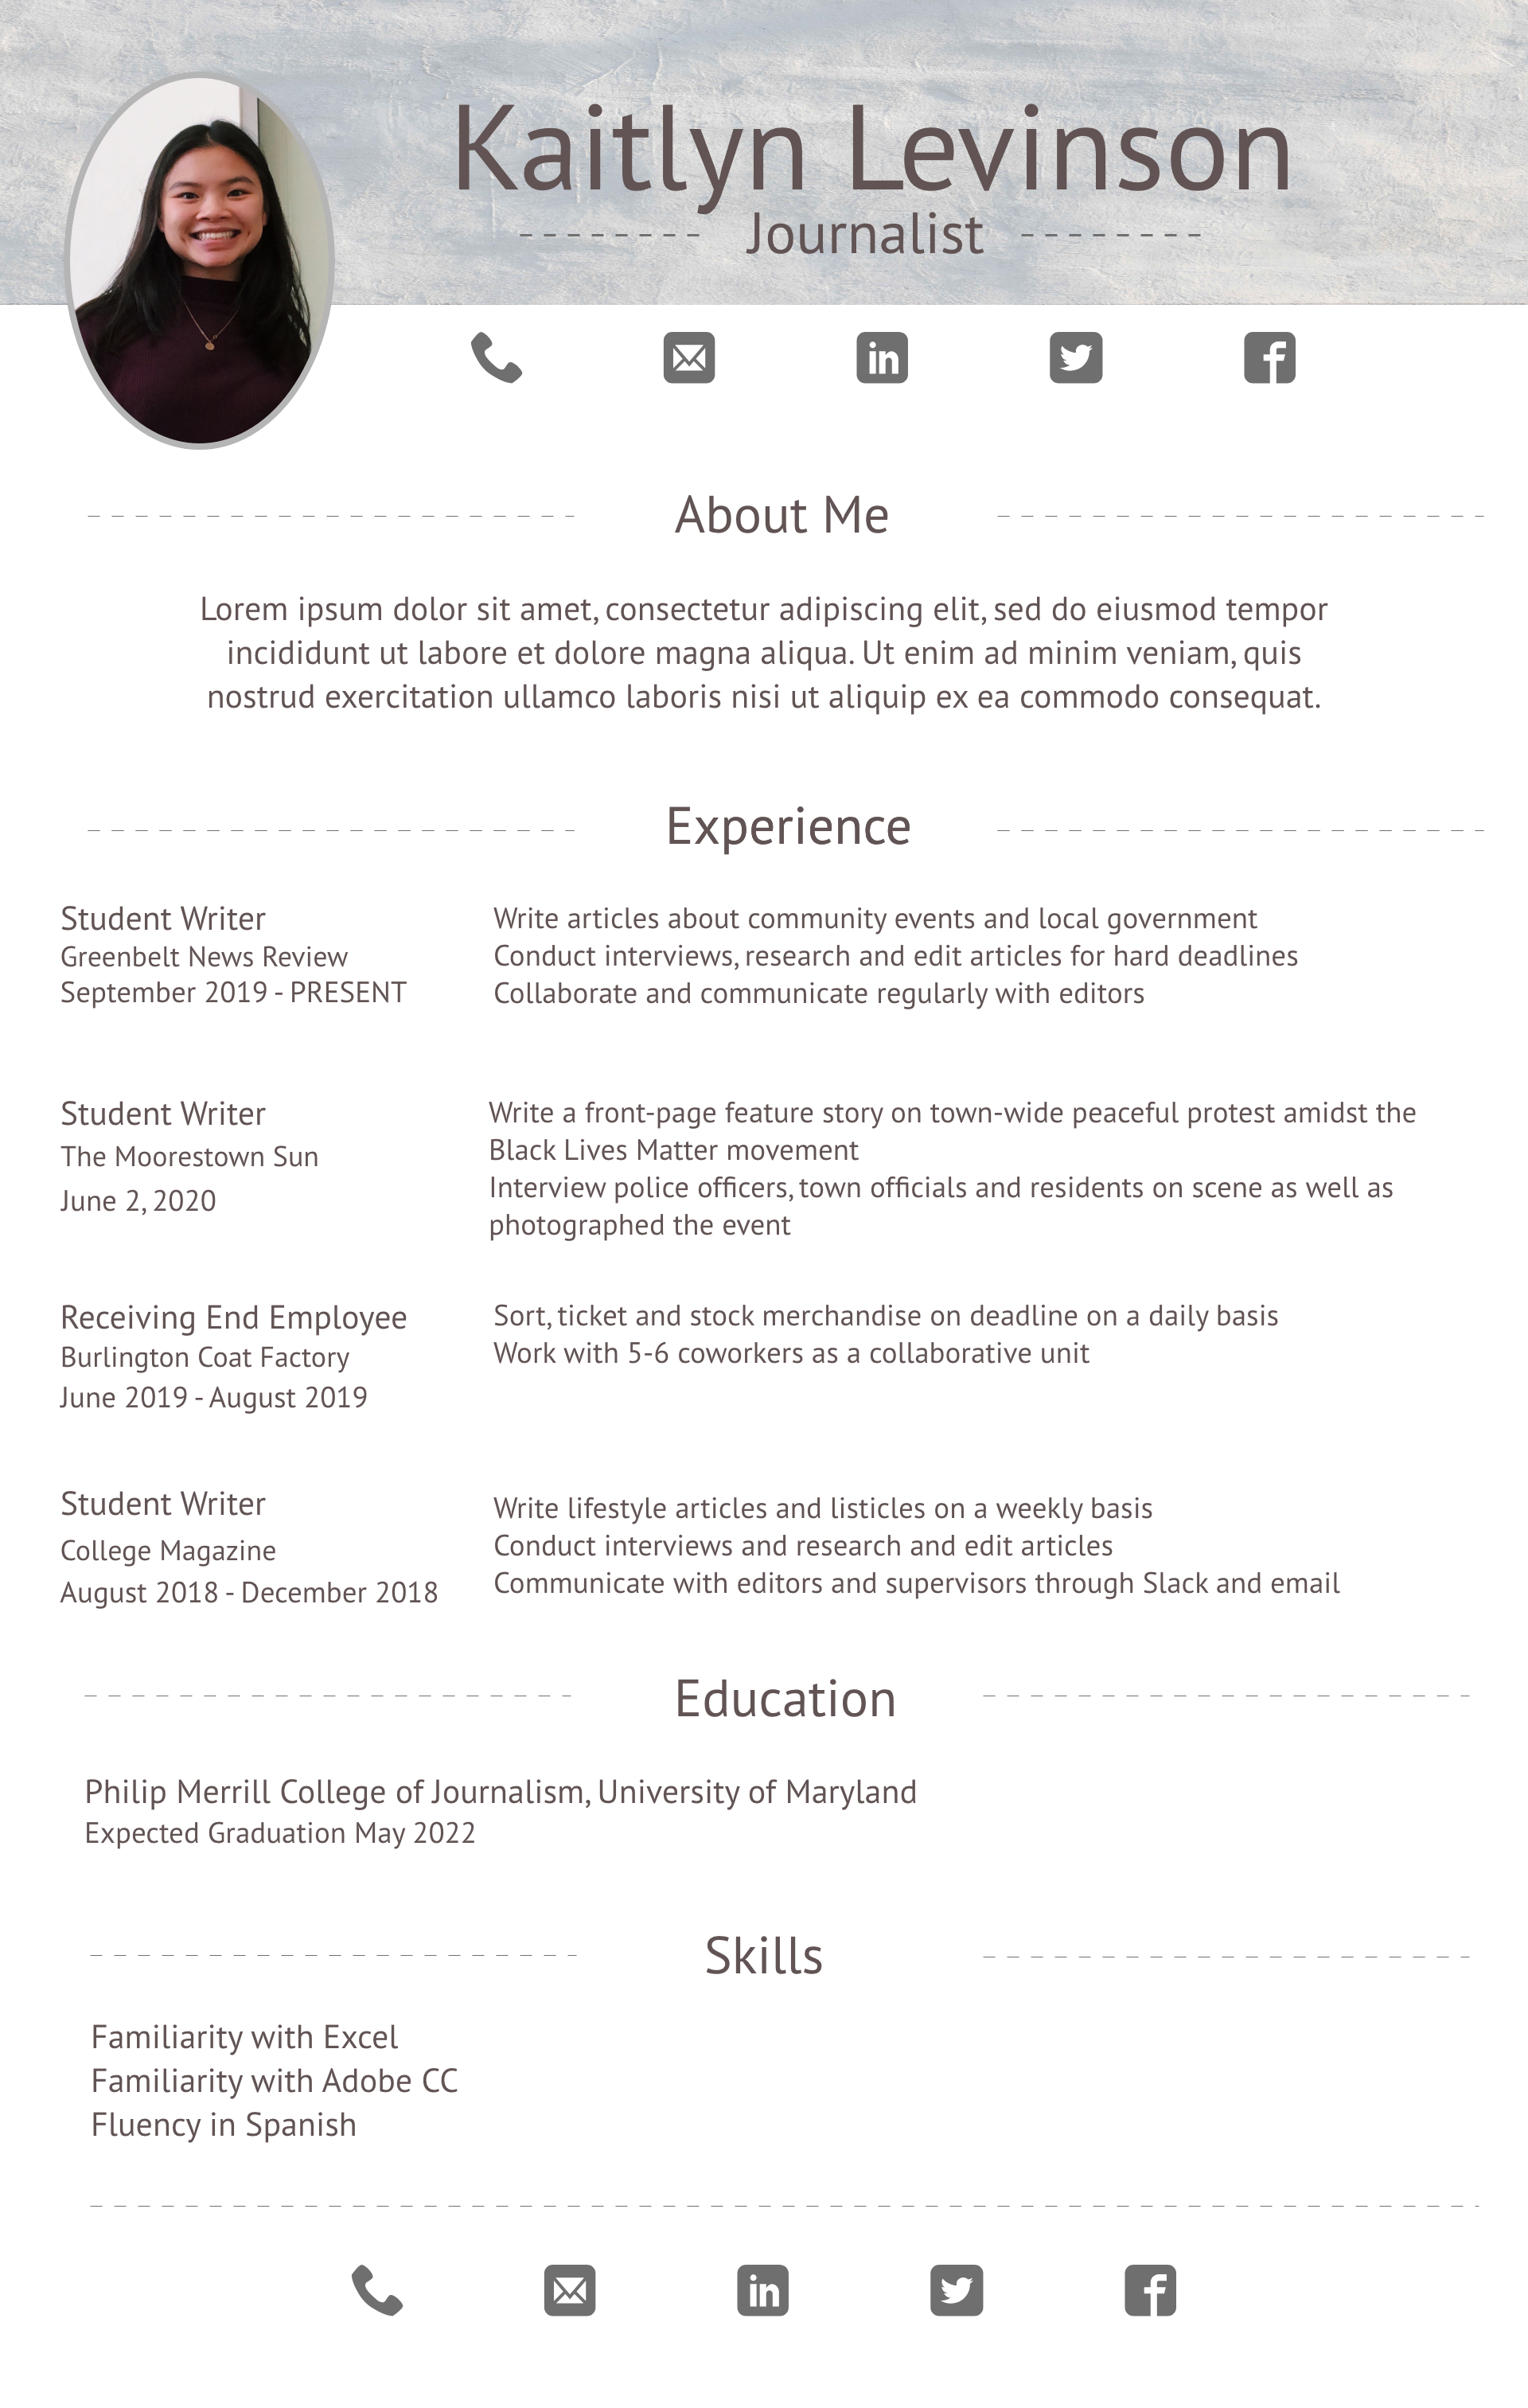 Kaitlyn Levinson
Journalist
About Me
Lorem ipsum dolor sit amet, consectetur adipiscing elit, sed do eiusmod tempor
incididunt ut labore et dolore magna aliqua. Ut enim ad minim veniam, quis
nostrud exercitation ullamco laboris nisi ut aliquip ex ea commodo consequat.
Experience
Student Writer
Greenbelt News Review
September 2019 - PRESENT
Write articles about community events and local government
Conduct interviews, research and edit articles for hard deadlines
Collaborate and communicate regularly with editors
Student Writer
The Moorestown Sun
June 2, 2020
Write a front-page feature story on town-wide peaceful protest amidst the
Black Lives Matter movement
Interview police officers, town officials and residents on scene as well as
photographed the event
Receiving End Employee
Burlington Coat Factory
June 2019 - August 2019
Sort, ticket and stock merchandise on deadline on a daily basis
Work with 5-6 coworkers as a collaborative unit
Student Writer
College Magazine
August 2018 - December 2018
Write lifestyle articles and listicles on a weekly basis
Conduct interviews and research and edit articles
Communicate with editors and supervisors through Slack and email
Education
Philip Merrill College of Journalism, University of Maryland
Expected Graduation May 2022
Skills
Familiarity with Excel
Familiarity with Adobe CC
Fluency in Spanish